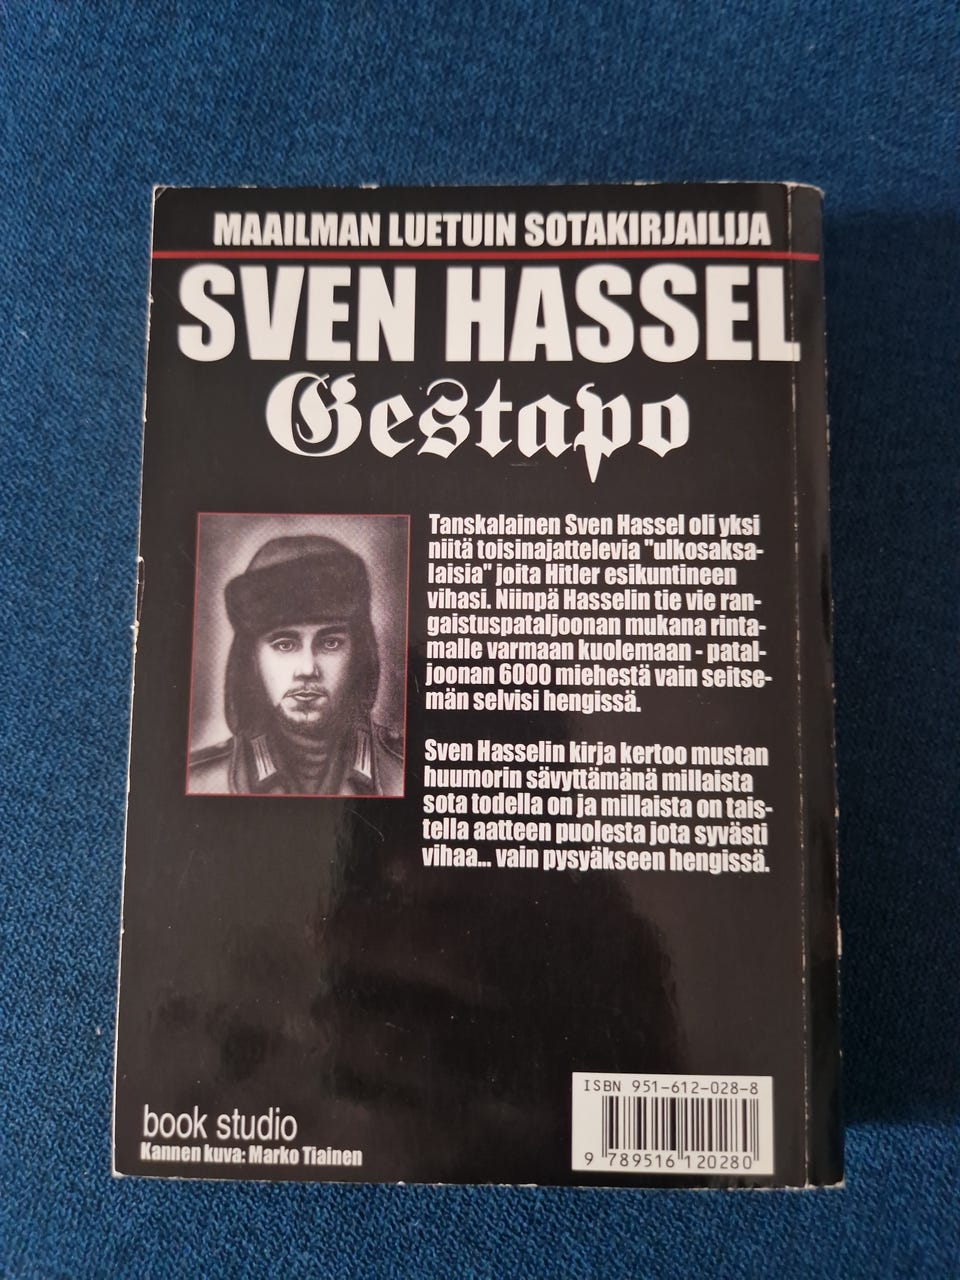 MAAILMAN LUETUIN SOTAKIRJAILIJA
SVEN HASSEL
Gestapo
Tanskalainen Sven Hassel oli yksi
niitä toisinajattelevia "ulkosaksa-
laisia" joita Hitler esikuntineen
vihasi. Niinpä Hasselin tie vie ran-
gaistuspataljoonan mukana rinta-
malle varmaan kuolemaan - patal-
joonan 6000 miehestä vain seitse-
män selvisi hengissä.
Sven Hasselin kirja kertoo mustan
huumorin sävyttämänä millaista
sota todella on ja millaista on tais-
tella aatteen puolesta jota syvästi
vihaa... vain pysyäkseen hengissä.
book studio
Kannen kuva: Marko Tiainen
ISBN 951-612-028-8
9 789516 120280